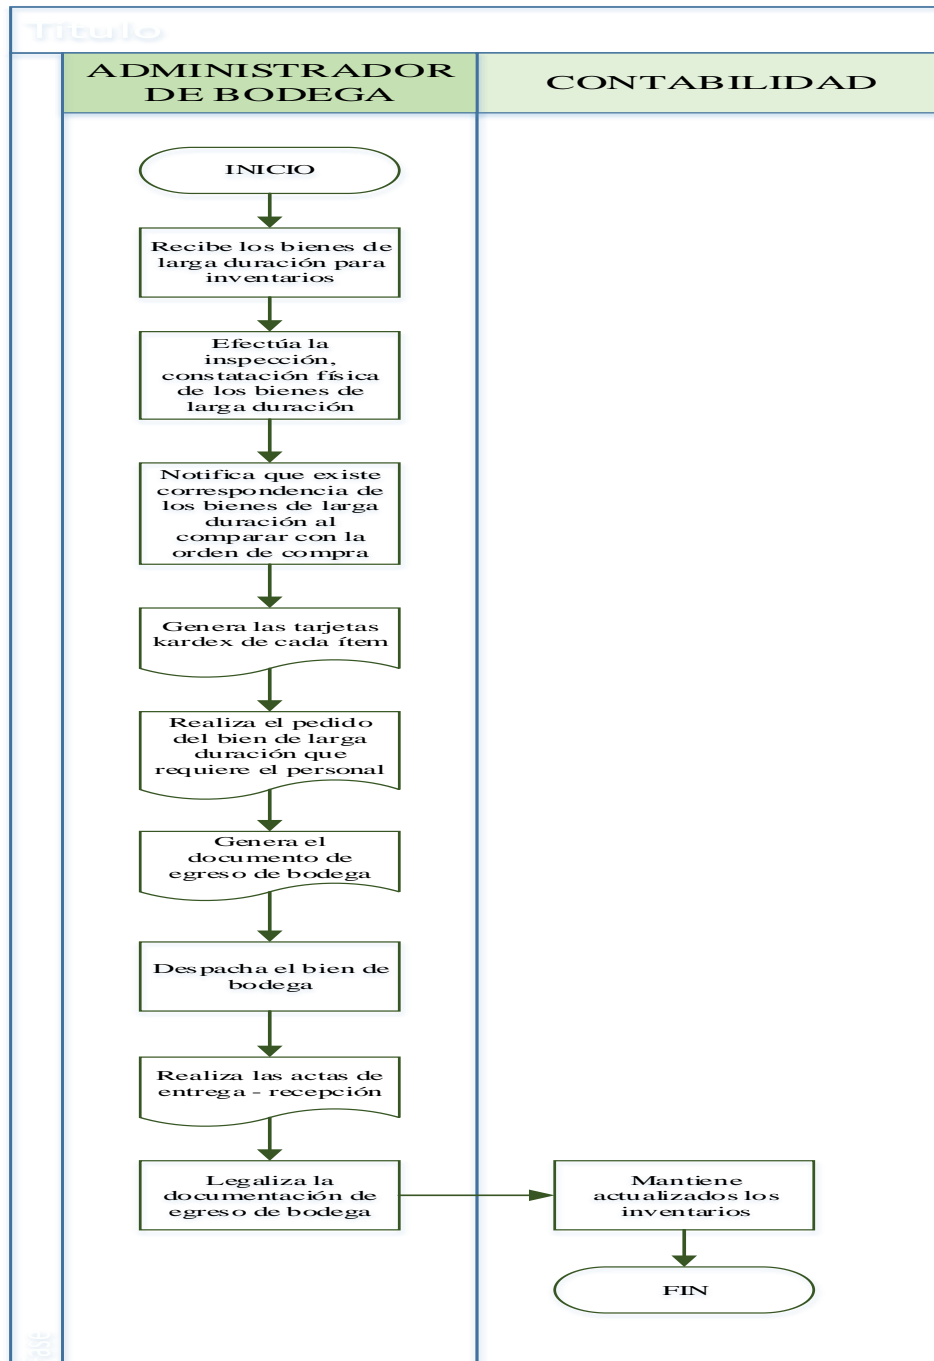 Título
ADMINISTRADOR
DE BODEGA
CONTABILIDAD
INICIO
Recibe los bienes de
larga duración para
inventarios
Efectúa la
inspección,
constatación física
de los bienes de
larga duración
Notifica que existe
correspondencia de
los bienes de larga
duración al
comparar con la
orden de compra
Genera las tarjetas
kardex de cada ítem
Realiza el pedido
del bien de larga
duración que
requiere el personal
Genera el
documento de
egreso de bodega
Despacha el bien de
bodega
Realiza las actas de
entrega - recepción
Legaliza la
documentación de
egreso de bodega
Mantiene
actualizados los
inventarios
FIN